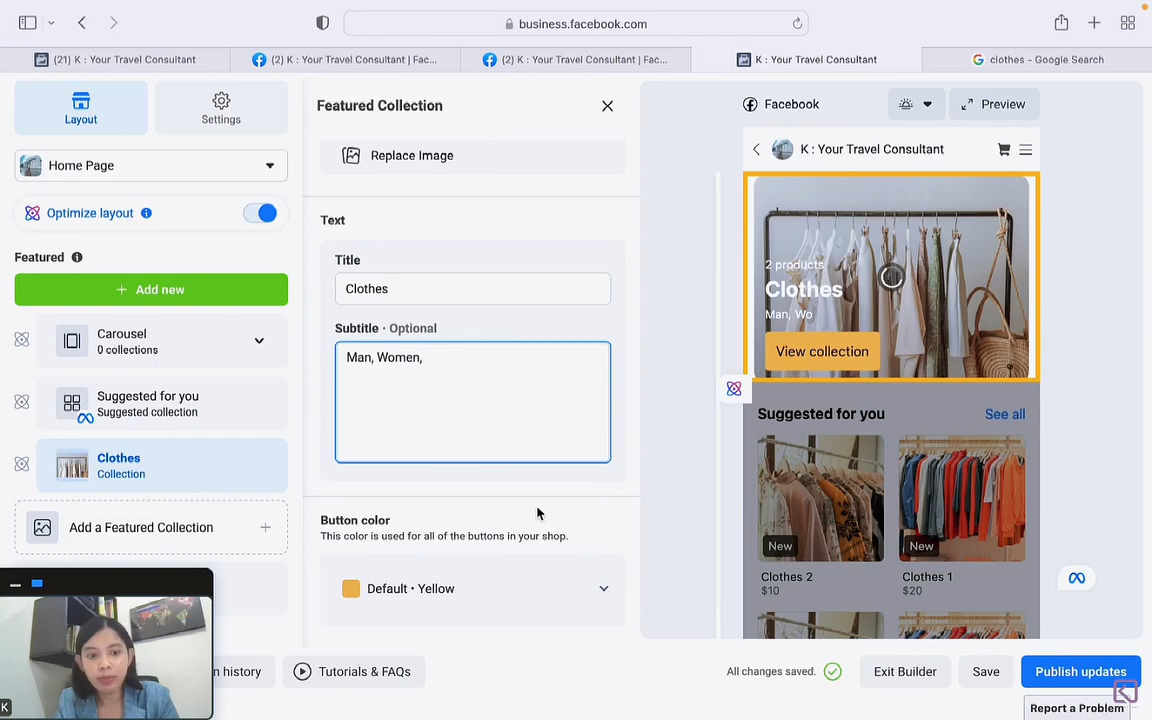 business.facebook.com
(21) K : Your Travel Consultant
(2) K : Your Travel Consultant | Fac...
(2) K : Your Travel Consultant | Fac...
K : Your Travel Consultant
clothes - Google Search
Layout
Settings
Home Page
Optimize layout
Featured
Add new
Carousel
0 collections
Suggested for you
Suggested collection
Clothes
Collection
Add a Featured Collection
Featured Collection
Replace Image
Text
Title
Clothes
Subtitle · Optional
Man, Women,
Button color
This color is used for all of the buttons in your shop.
Default • Yellow
Facebook
Preview
K : Your Travel Consultant
2 products
Clothes
Man, Wo
View collection
Suggested for you
See all
New
New
Clothes 2
Clothes 1
$10
$20
n history
Tutorials & FAQs
All changes saved.
Exit Builder
Save
Publish updates
Report a Problem
K